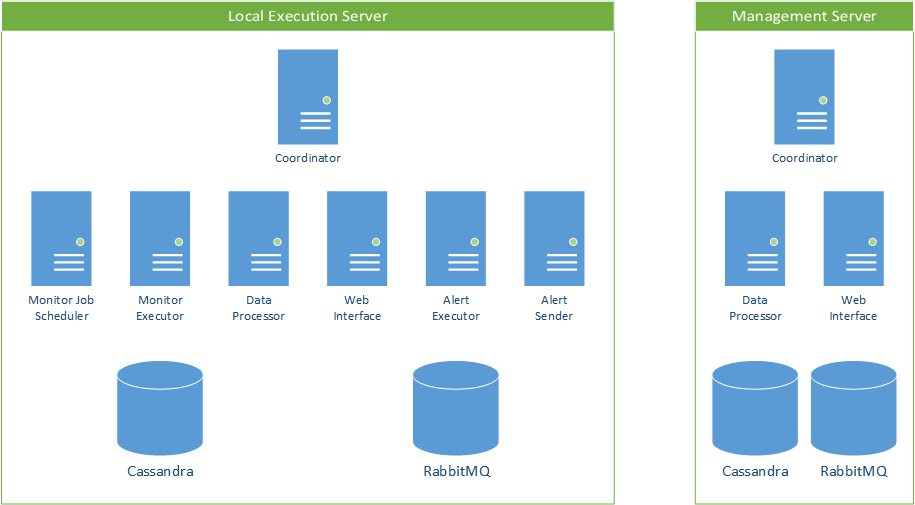 Local Execution Server
Management Server
Coordinator
Coordinator
Monitor Job
Scheduler
Monitor
Executor
Data
Processor
Web
Interface
Alert
Executor
Alert
Sender
Data
Processor
Web
Interface
Cassandra
RabbitMQ
Cassandra
RabbitMQ